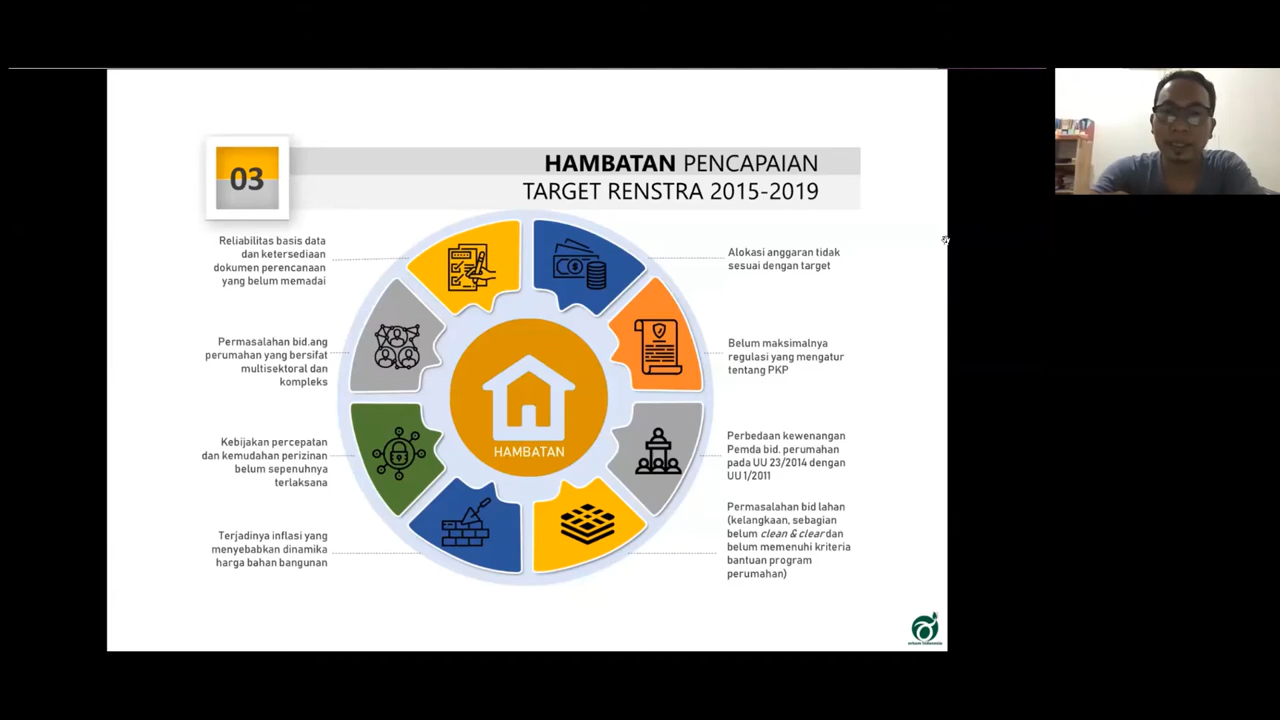 03
HAMBATAN PENCAPAIAN
TARGET RENSTRA 2015-2019
Reliabilitas basis data
dan ketersediaan
dokumen perencanaan
yang belum memadai
Permasalahan bid.ang
perumahan yang bersifat
multisektoral dan
kompleks
Kebijakan percepatan
dan kemudahan perizinan
belum sepenuhnya
terlaksana
Terjadinya inflasi yang
menyebabkan dinamika
harga bahan bangunan
HAMBATAN
Alokasi anggaran tidak
sesuai dengan target
Belum maksimalnya
regulasi yang mengatur
tentang PKP
Perbedaan kewenangan
Pemda bid. perumahan
pada UU 23/2014 dengan
UU 1/2011
Permasalahan bid lahan
(kelangkaan, sebagian
belum clean & clear dan
belum memenuhi kriteria
bantuan program
perumahan)